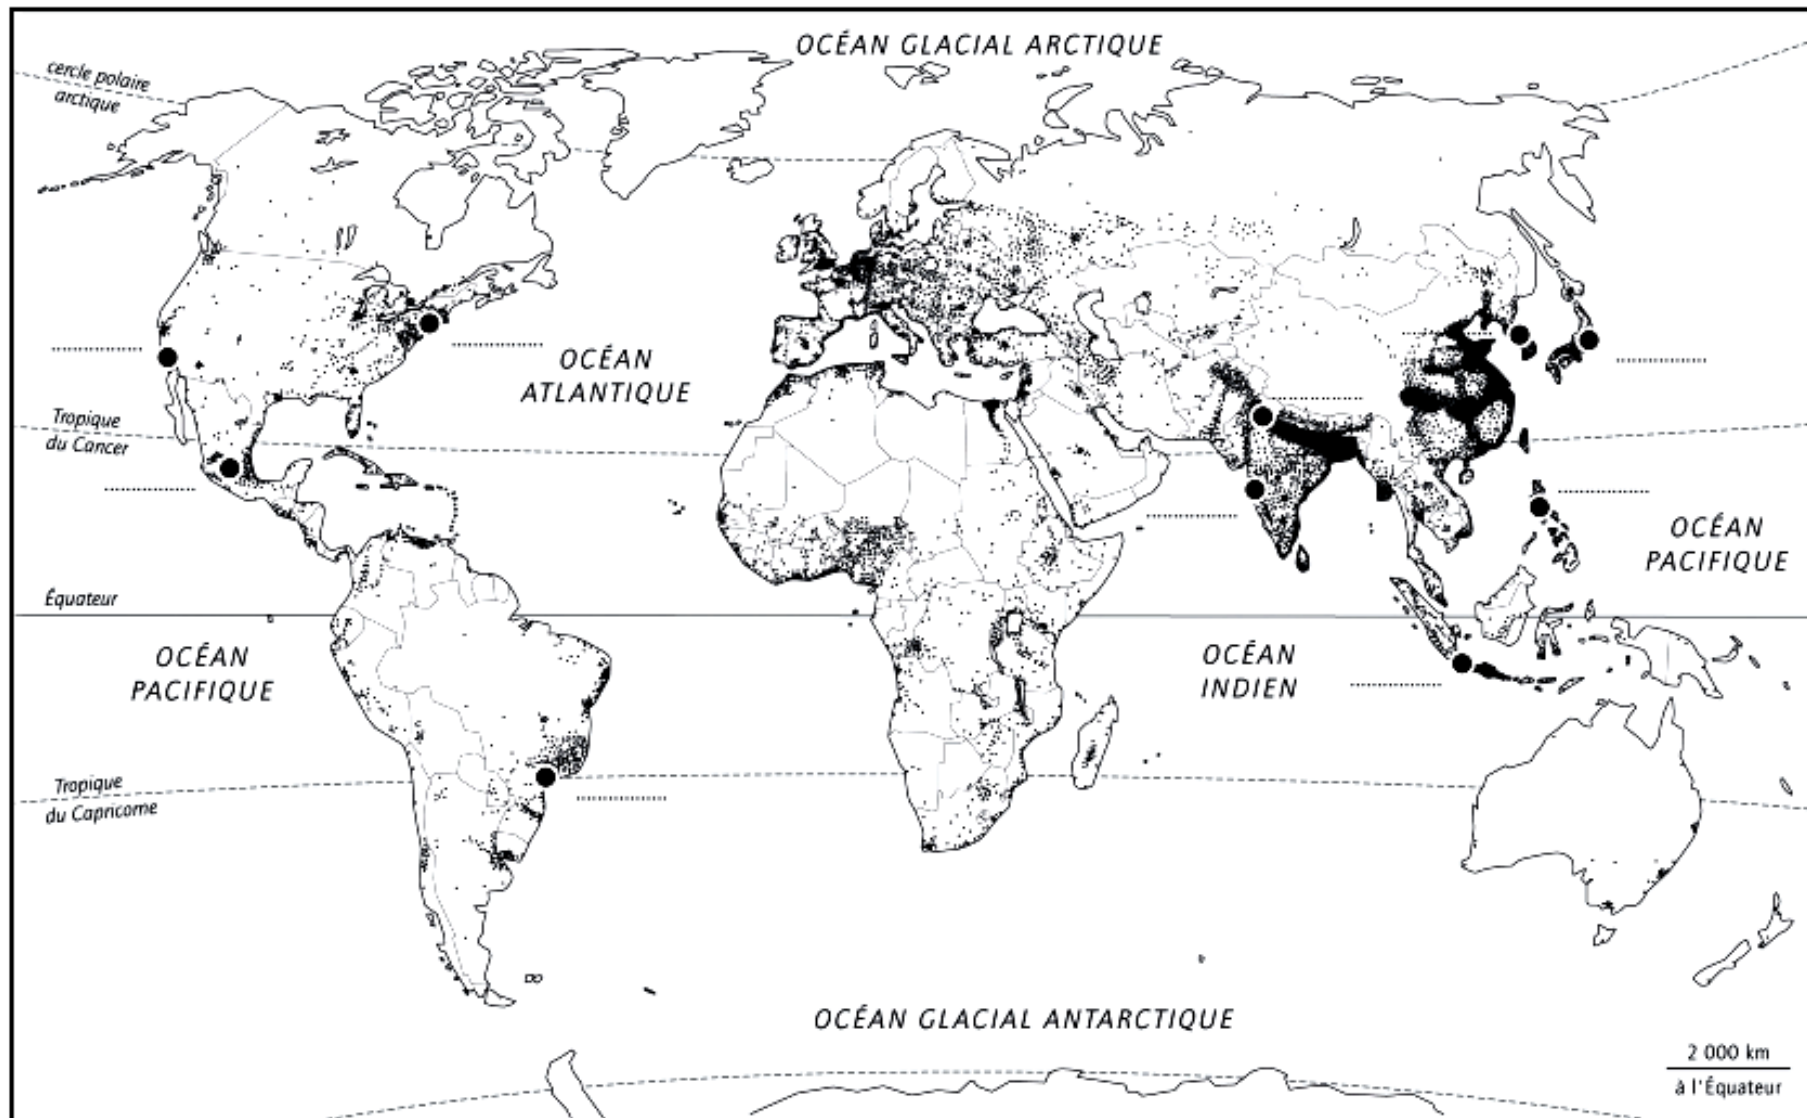 OCÉAN GLACIAL ARCTIQUE
cercle polaire
arctique
OCÉAN
ATLANTIQUE
Tropique
du Cancer
OCÉAN
PACIFIQUE
Équateur
OCÉAN
PACIFIQUE
OCÉAN
INDIEN
Tropique
du Capricorne
OCÉAN GLACIAL ANTARCTIQUE
2 000 km
à l'Équateur